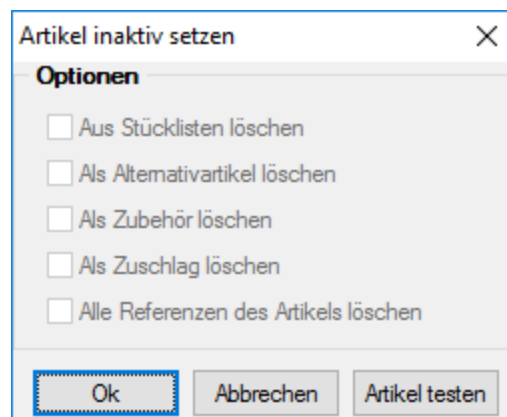 Artikel inaktiv setzen
Optionen
Aus Stücklisten löschen
Als Alternativartikel löschen
Als Zubehör löschen
Als Zuschlag löschen
Alle Referenzen des Artikels löschen
Ok Abbrechen Artikel testen